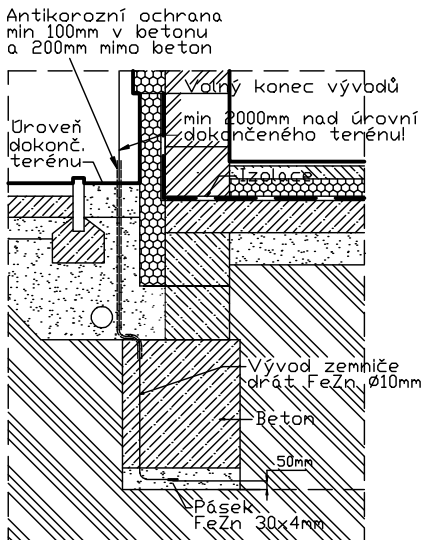 Antikorozní ochrana
min 100mm v betonu
a 200mm mimo beton
Volný konec vývodů
min 2000mm nad úrovní
dokončeného terénu!
Úroveň
dokonč.
terénu
Izolace
Vývod zemniče
drát FeZn Ø10mm
Beton
50mm
Pásek
FeZn 30x4mm